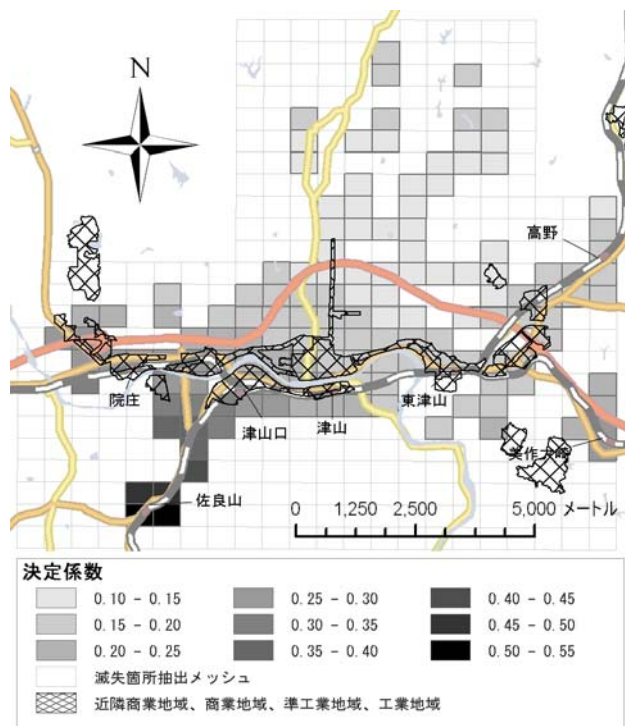 N
高野
院庄
津山口
津山
東津山
美作大崎
佐良山
0 1,250 2,500 5,000 メートル
決定係数
0.10 - 0.15 0.25 - 0.30 0.40 - 0.45
0.15 - 0.20 0.30 - 0.35 0.45 - 0.50
0.20 - 0.25 0.35 - 0.40 0.50 - 0.55
滅失箇所抽出メッシュ
近隣商業地域、商業地域、準工業地域、工業地域